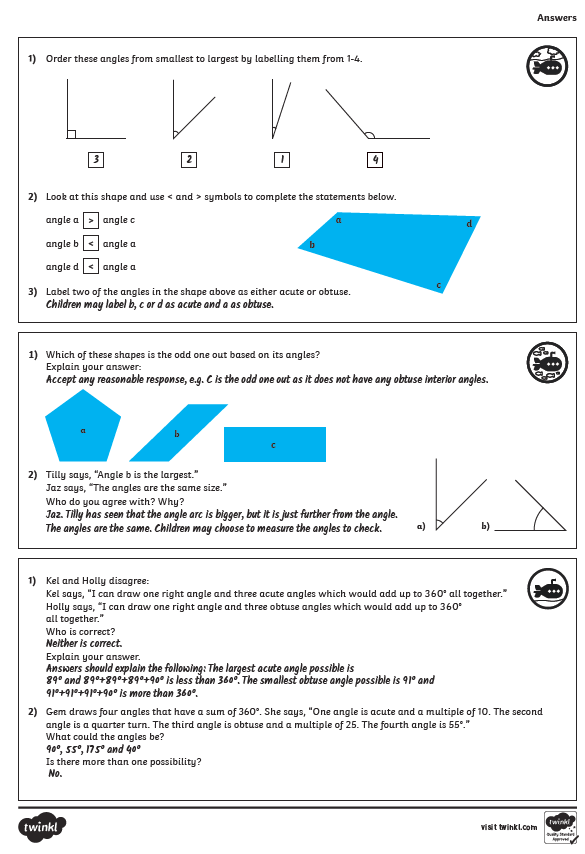 Answers
1) Order these angles from smallest to largest by labelling them from 1-4.
3 2 1 4
2) Look at this shape and use < and > symbols to complete the statements below.
angle a > angle c
angle b < angle a
angle d < angle a
a
d
b
c
3) Label two of the angles in the shape above as either acute or obtuse.
Children may label b, c or d as acute and a as obtuse.
1) Which of these shapes is the odd one out based on its angles?
Explain your answer:
Accept any reasonable response, e.g. C is the odd one out as it does not have any obtuse interior angles.
a b c
2) Tilly says, “Angle b is the largest.”
Jaz says, “The angles are the same size.”
Who do you agree with? Why?
Jaz. Tilly has seen that the angle arc is bigger, but it is just further from the angle.
The angles are the same. Children may choose to measure the angles to check.
a) b)
1) Kel and Holly disagree:
Kel says, “I can draw one right angle and three acute angles which would add up to 360° all together.”
Holly says, “I can draw one right angle and three obtuse angles which would add up to 360°
all together.”
Who is correct?
Neither is correct.
Explain your answer.
Answers should explain the following: The largest acute angle possible is
89° and 89°+89°+89°+90° is less than 360°. The smallest obtuse angle possible is 91° and
91°+91°+91°+90° is more than 360°.
2) Gem draws four angles that have a sum of 360°. She says, “One angle is acute and a multiple of 10. The second
angle is a quarter turn. The third angle is obtuse and a multiple of 25. The fourth angle is 55°.”
What could the angles be?
90°, 55°, 175° and 40°
Is there more than one possibility?
No.
twinkl
visit twinkl.com
twinkl
Quality Standard
Approved